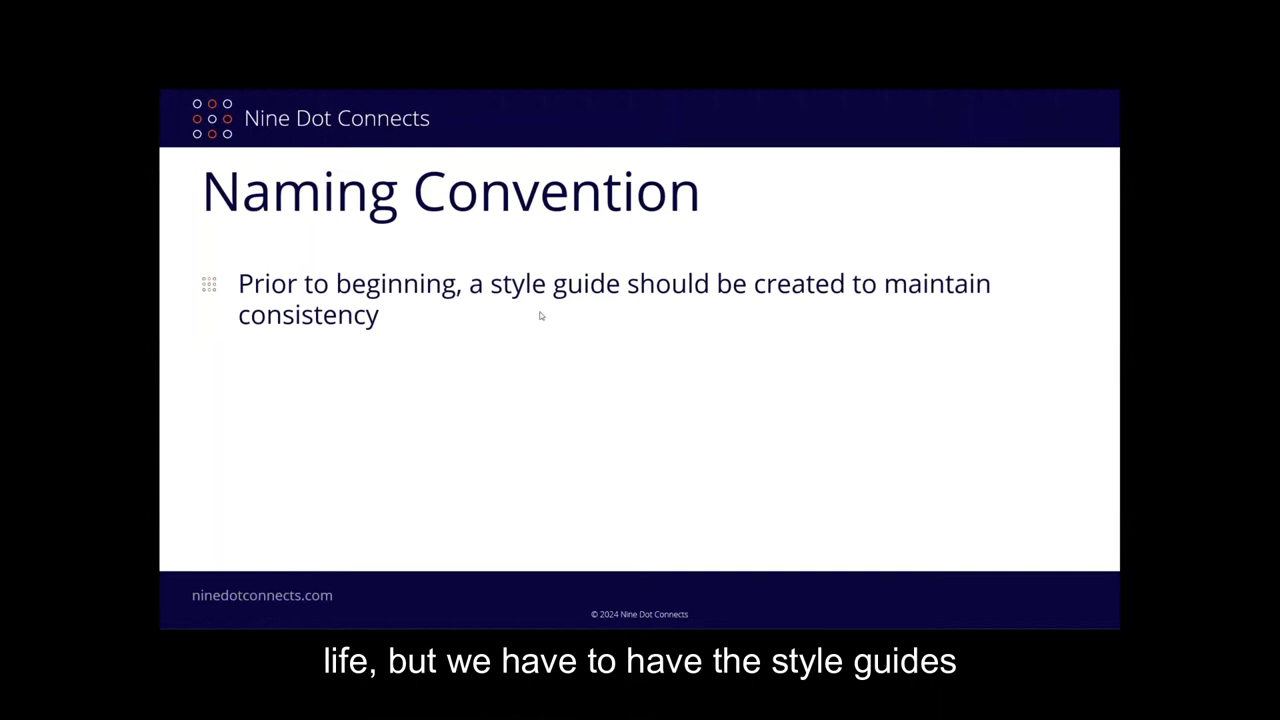 Nine Dot Connects
Naming Convention
Prior to beginning, a style guide should be created to maintain
consistency
ninedotconnects.com
© 2024 Nine Dot Connects
life, but we have to have the style guides